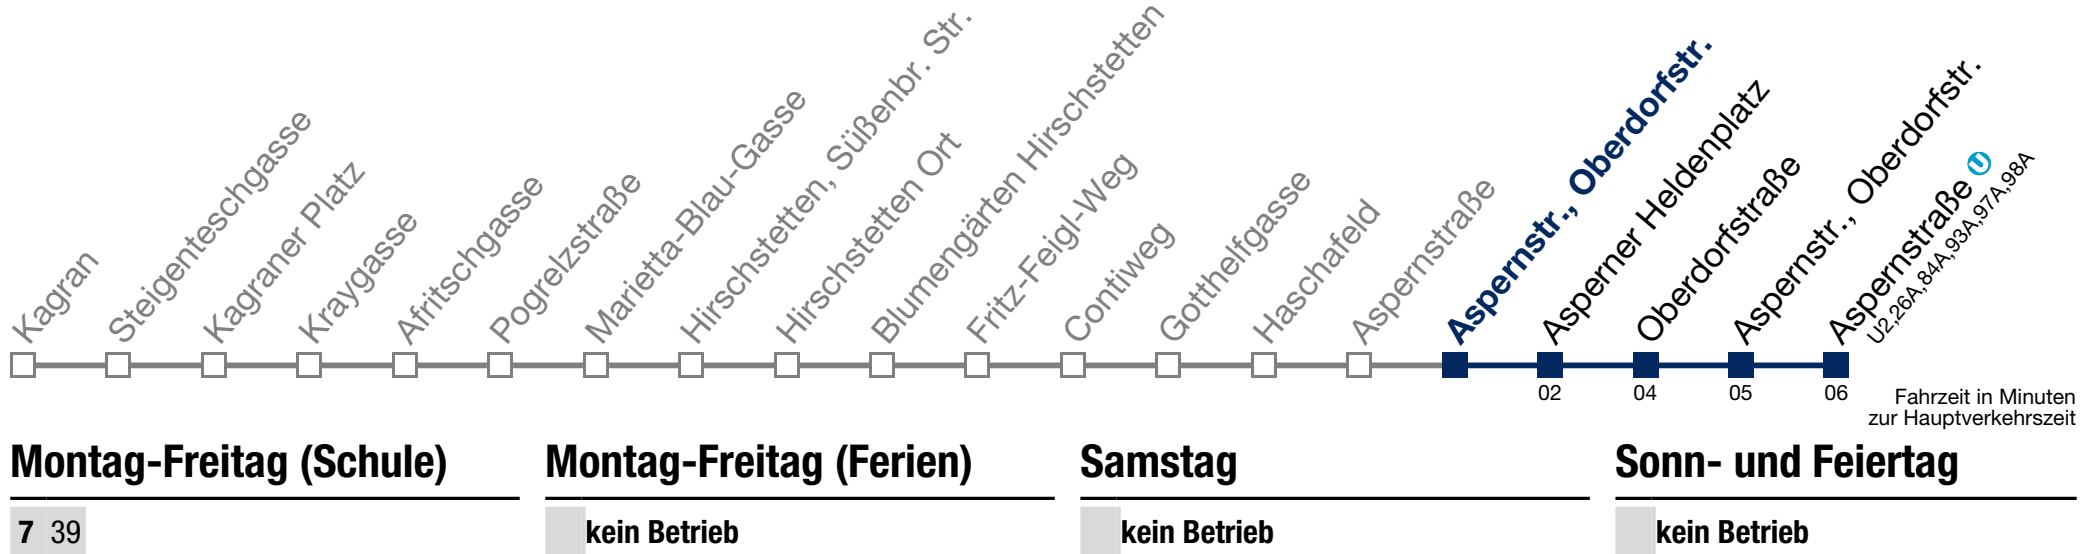 Kagran
Steigenteschgasse
Kagraner Platz
Kraygasse
Afritschgasse
Pogrelzstraße
Marietta-Blau-Gasse
Hirschstetten, Süßenbr. Str.
Hirschstetten Ort
Blumengärten Hirschstetten
Fritz-Feigl-Weg
Contiweg
Gotthelfgasse
Haschafeld
Aspernstraße
Aspernstr., Oberdorfstr.
Asperner Heldenplatz
Oberdorfstraße
Aspernstr., Oberdorfstr.
Aspernstraße U
U2,26A,84A,93A,97A,98A
02 04 05 06
Fahrzeit in Minuten
zur Hauptverkehrszeit
Montag-Freitag (Schule)
7 39
Montag-Freitag (Ferien)
kein Betrieb
Samstag
kein Betrieb
Sonn- und Feiertag
kein Betrieb